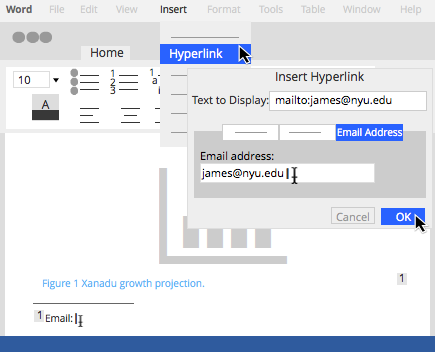 Word File Edit View Insert Format Tools Table Window Help
Home
Hyperlink
10
A
1
2
3
1
a
Insert Hyperlink
Text to Display: mailto:james@nyu.edu
Email Address
Email address:
james@nyu.edu
Cancel OK
Figure 1 Xanadu growth projection.
1
1 Email: